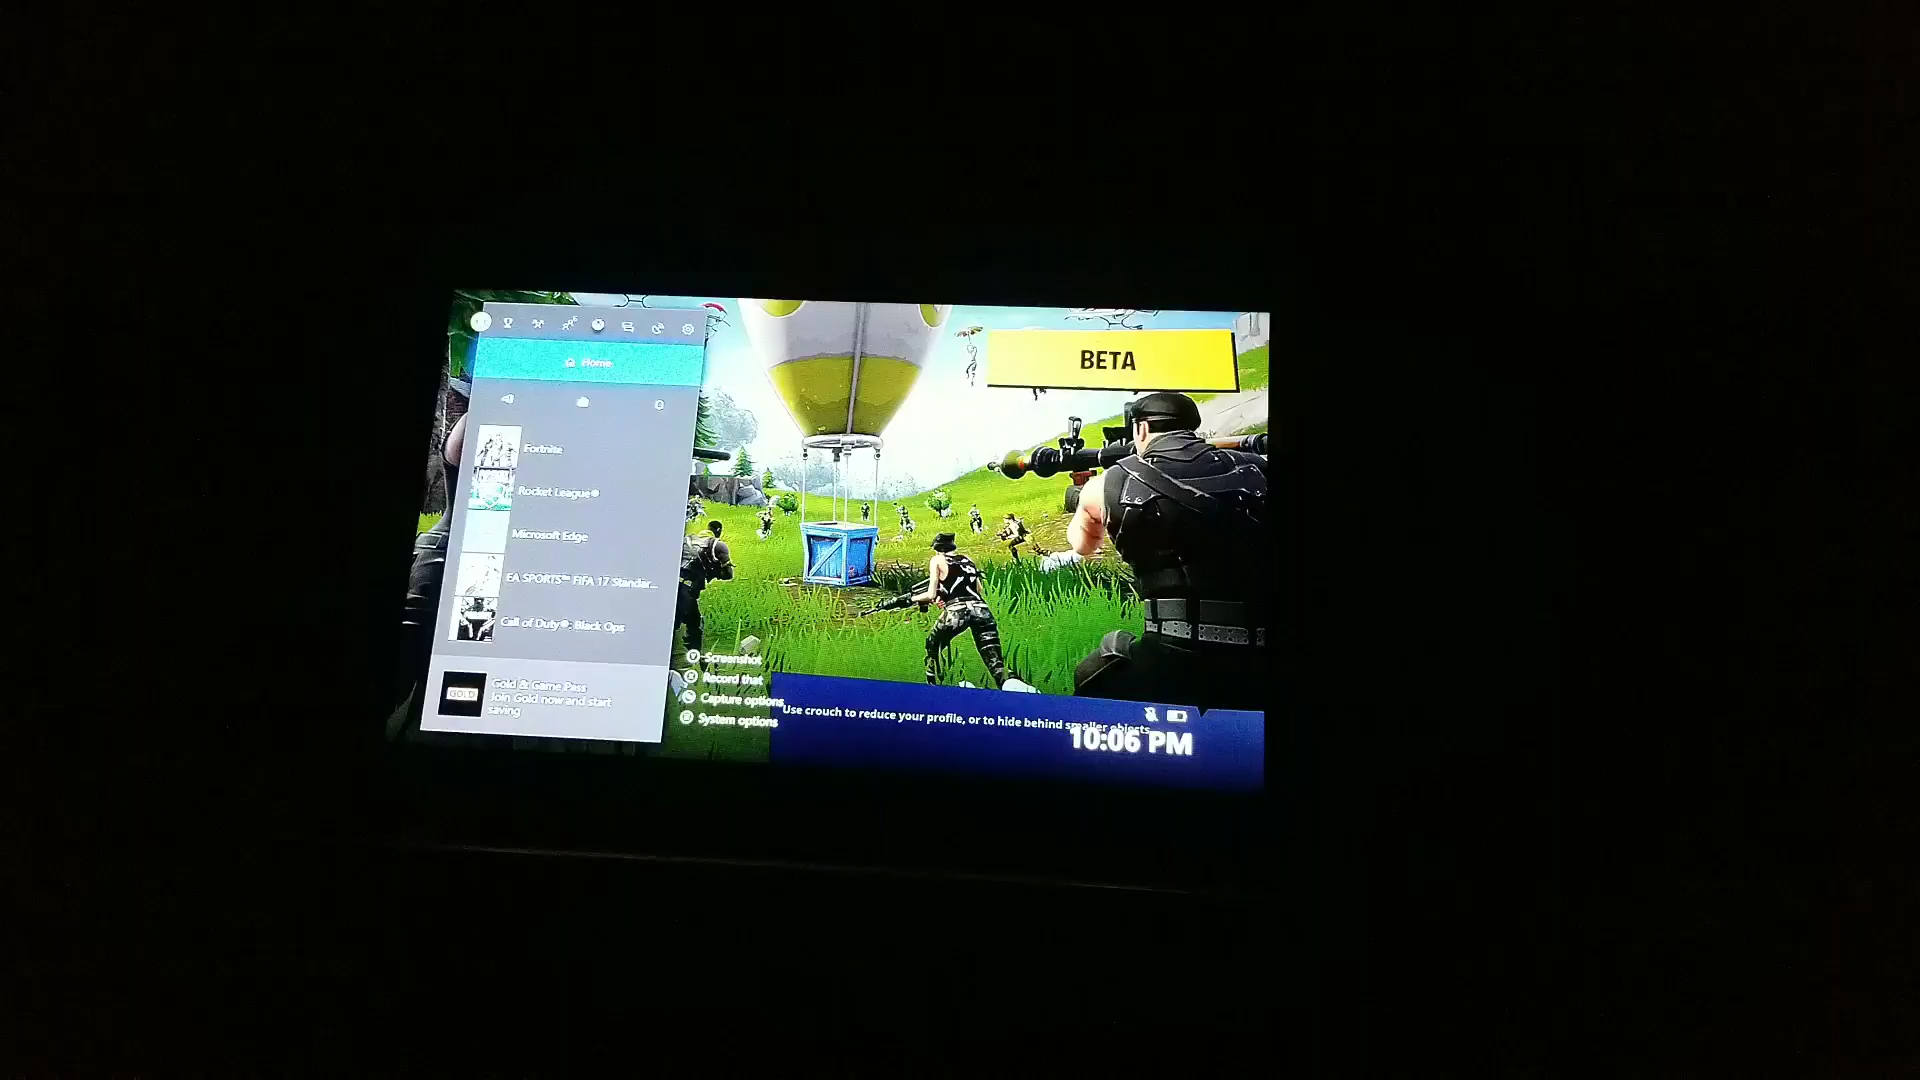 Home
BETA
Fortnite
Rocket League®
Microsoft Edge
EA SPORTS™ FIFA 17 Standar...
Call of Duty®: Black Ops
GOLD
Gold & Game Pass
Join Gold now and start
saving
Screenshot
Record that
Capture options
System options
Use crouch to reduce your profile, or to hide behind smaller objects.
10:06 PM